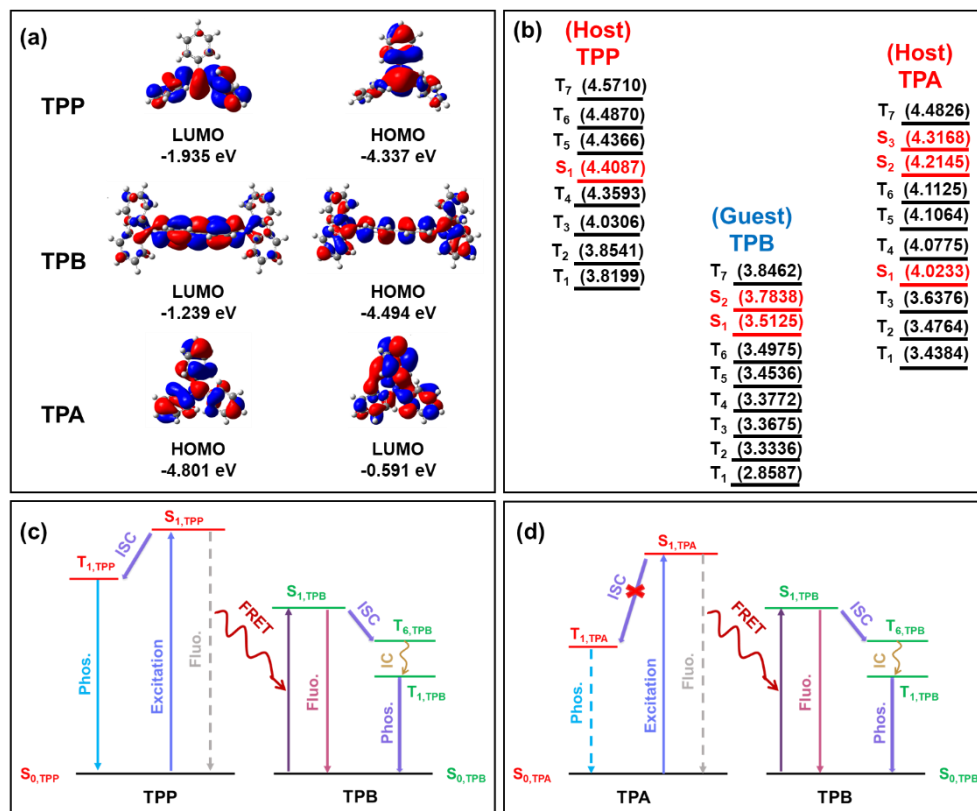 (a)
TPP
LUMO
-1.935 eV
HOMO
-4.337 eV
TPB
LUMO
-1.239 eV
HOMO
-4.494 eV
TPA
HOMO
-4.801 eV
LUMO
-0.591 eV
(b)
(Host)
TPP
T7 (4.5710)
T6 (4.4870)
T5 (4.4366)
S1 (4.4087)
T4 (4.3593)
T3 (4.0306)
T2 (3.8541)
T1 (3.8199)
(Guest)
TPB
T7 (3.8462)
S2 (3.7838)
S1 (3.5125)
T6 (3.4975)
T5 (3.4536)
T4 (3.3772)
T3 (3.3675)
T2 (3.3336)
T1 (2.8587)
(Host)
TPA
T7 (4.4826)
S3 (4.3168)
S2 (4.2145)
T6 (4.1125)
T5 (4.1064)
T4 (4.0775)
S1 (4.0233)
T3 (3.6376)
T2 (3.4764)
T1 (3.4384)
(c)
S1,TPP
ISC
T1,TPP
Phos.
Excitation
Fluo.
FRET
S1,TPB
ISC
T6,TPB
IC
T1,TPB
Fluo.
Phos.
S0,TPP
S0,TPB
TPP
TPB
(d)
S1,TPA
ISC
T1,TPA
Phos.
Excitation
Fluo.
FRET
S1,TPB
ISC
T6,TPB
IC
T1,TPB
Fluo.
Phos.
S0,TPA
S0,TPB
TPA
TPB